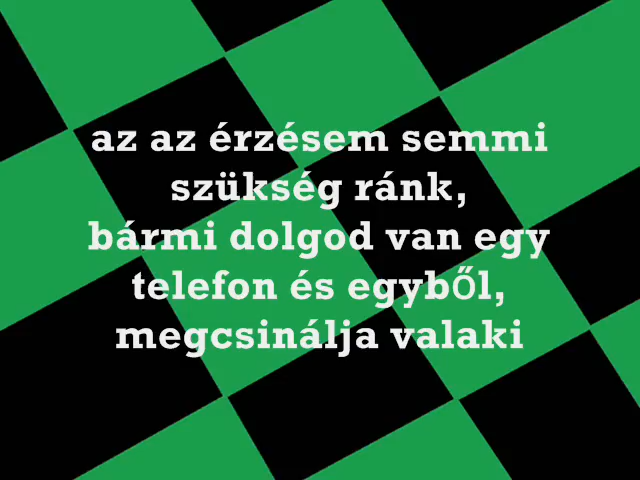 az az érzésem semmi
szükség ránk,
bármi dolgod van egy
telefon és egyből,
megcsinálja valaki